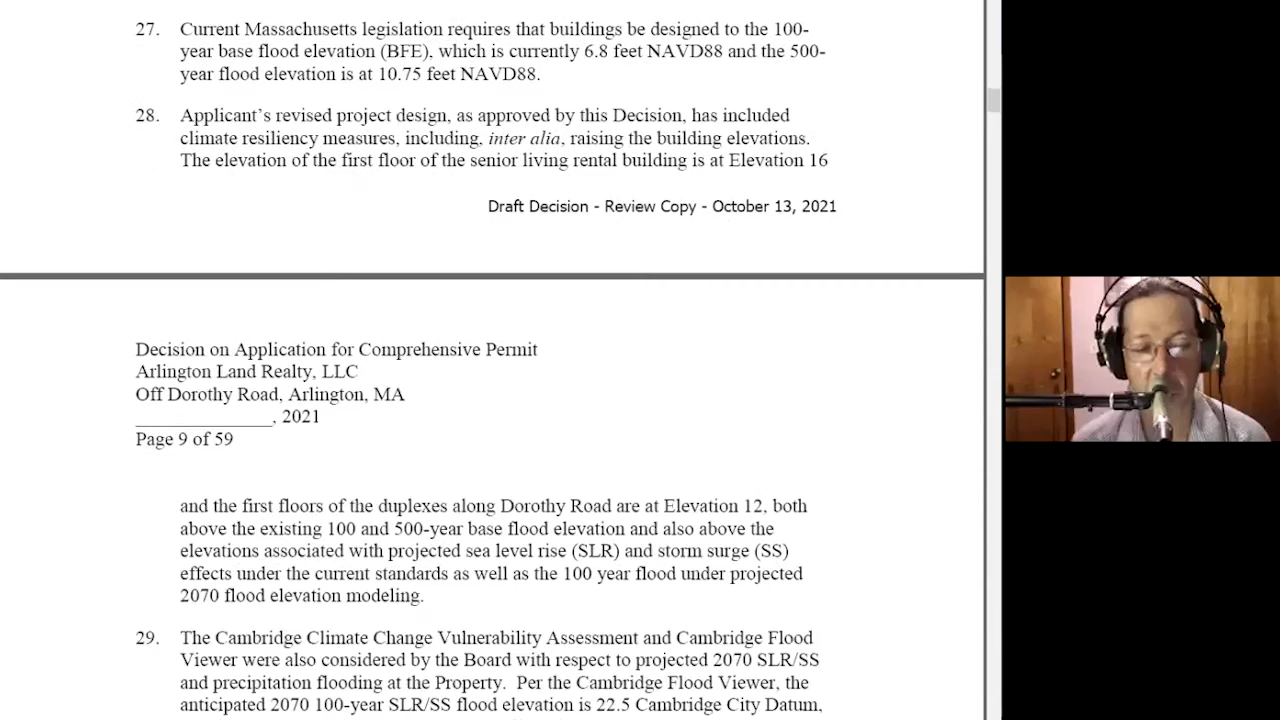 27. Current Massachusetts legislation requires that buildings be designed to the 100-
year base flood elevation (BFE), which is currently 6.8 feet NAVD88 and the 500-
year flood elevation is at 10.75 feet NAVD88.
28. Applicant's revised project design, as approved by this Decision, has included
climate resiliency measures, including, inter alia, raising the building elevations.
The elevation of the first floor of the senior living rental building is at Elevation 16
Draft Decision - Review Copy - October 13, 2021
Decision on Application for Comprehensive Permit
Arlington Land Realty, LLC
Off Dorothy Road, Arlington, MA
______________, 2021
Page 9 of 59
and the first floors of the duplexes along Dorothy Road are at Elevation 12, both
above the existing 100 and 500-year base flood elevation and also above the
elevations associated with projected sea level rise (SLR) and storm surge (SS)
effects under the current standards as well as the 100 year flood under projected
2070 flood elevation modeling.
29. The Cambridge Climate Change Vulnerability Assessment and Cambridge Flood
Viewer were also considered by the Board with respect to projected 2070 SLR/SS
and precipitation flooding at the Property. Per the Cambridge Flood Viewer, the
anticipated 2070 100-year SLR/SS flood elevation is 22.5 Cambridge City Datum,